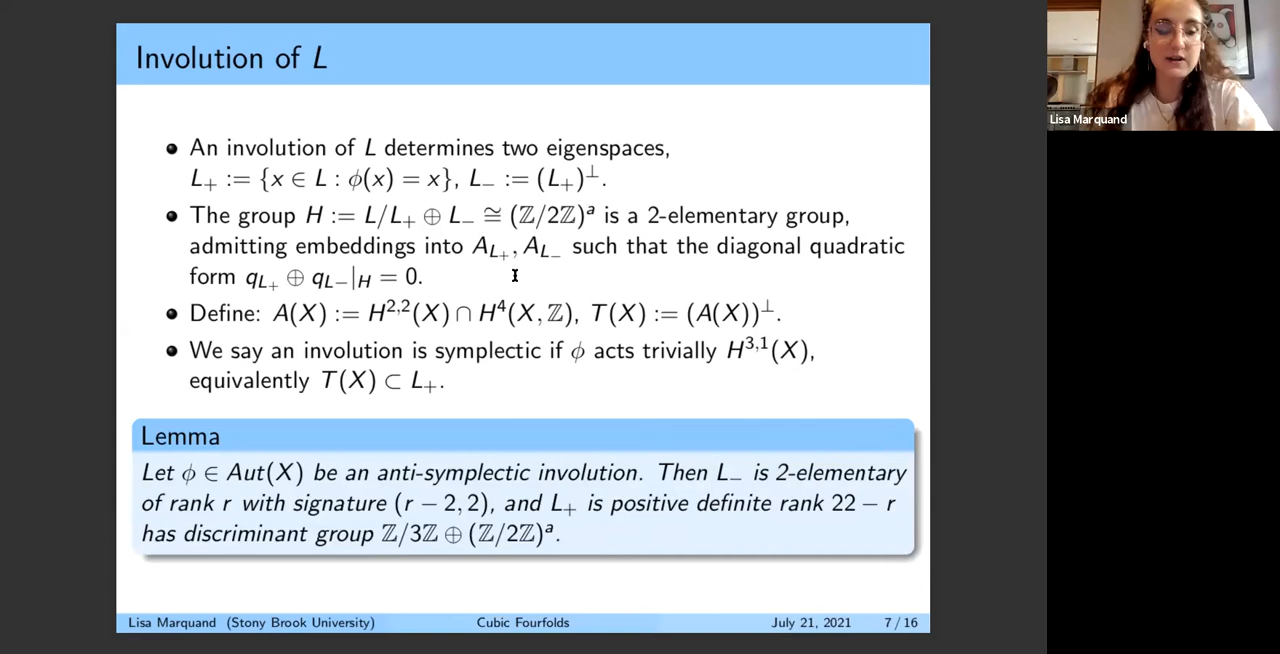 Involution of L
An involution of L determines two eigenspaces,
L₊ := {x ∈ L : ϕ(x) = x}, L₋ := (L₊)^⊥.
The group H := L/L₊ ⊕ L₋ ≅ (ℤ/2ℤ)^a is a 2-elementary group,
admitting embeddings into A_{L₊}, A_{L₋} such that the diagonal quadratic
form q_{L₊} ⊕ q_{L−}|_H = 0.
Define: A(X) := H^{2,2}(X) ∩ H^4(X, ℤ), T(X) := (A(X))^⊥.
We say an involution is symplectic if ϕ acts trivially H^{3,1}(X),
equivalently T(X) ⊂ L₊.
Lemma
Let ϕ ∈ Aut(X) be an anti-symplectic involution. Then L₋ is 2-elementary
of rank r with signature (r − 2, 2), and L₊ is positive definite rank 22 − r
has discriminant group ℤ/3ℤ ⊕ (ℤ/2ℤ)^a.
Lisa Marquand (Stony Brook University) Cubic Fourfolds July 21, 2021 7 / 16
Lisa Marquand